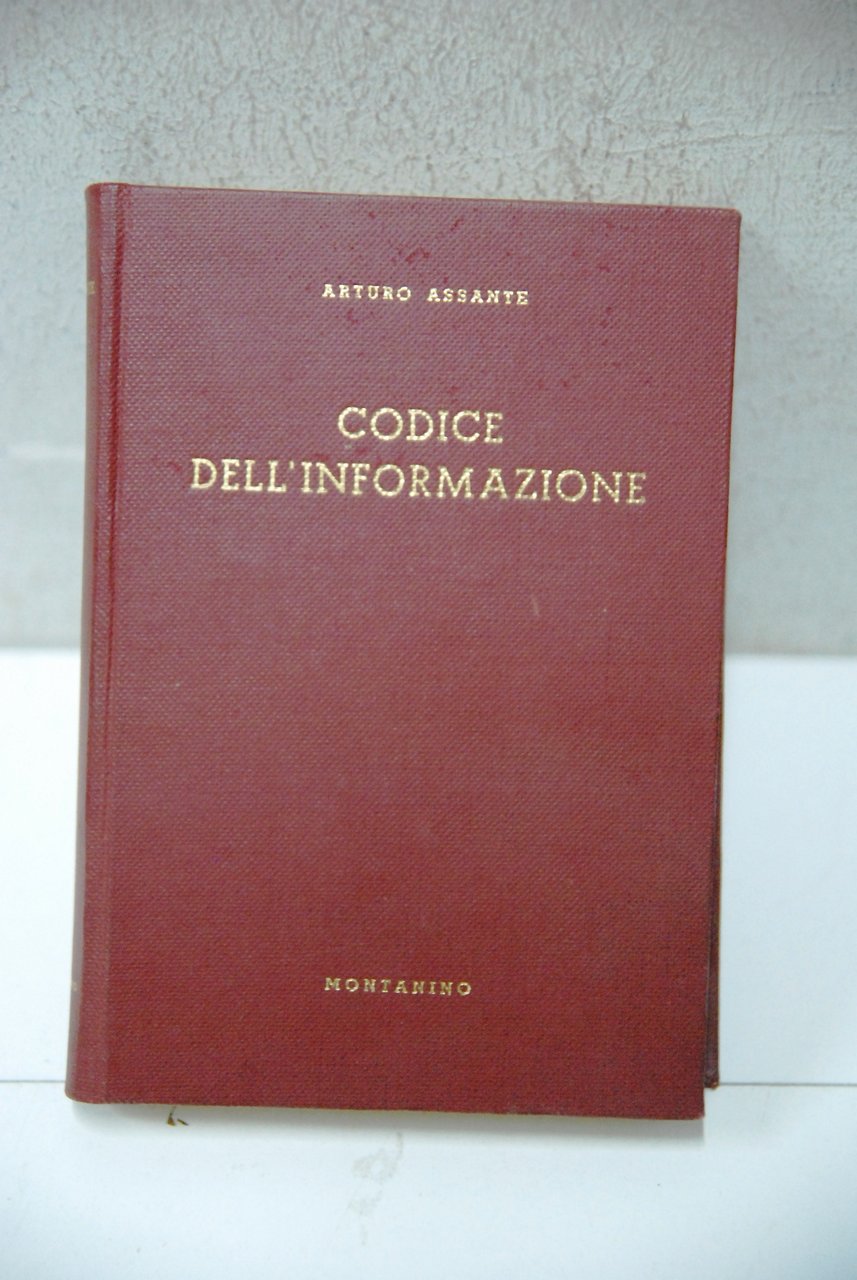 ARTURO ASSANTE
CODICE
DELL'INFORMAZIONE
MONTANINO